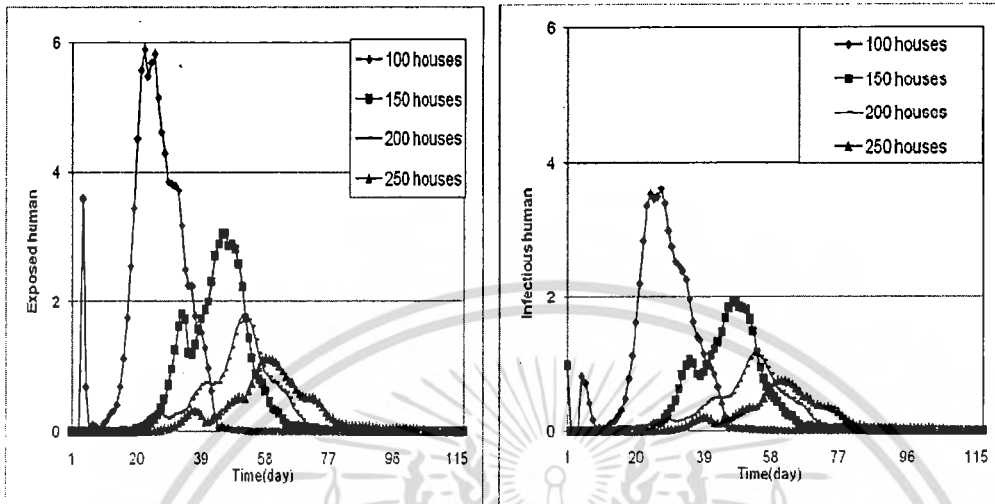 Exposed human
6
4
2
0
1 20 39 58 77 96 115
Time(day)
100 houses
150 houses
200 houses
250 houses
Infectious human
6
4
2
0
1 20 39 58 77 96 115
Time(day)
100 houses
150 houses
200 houses
250 houses